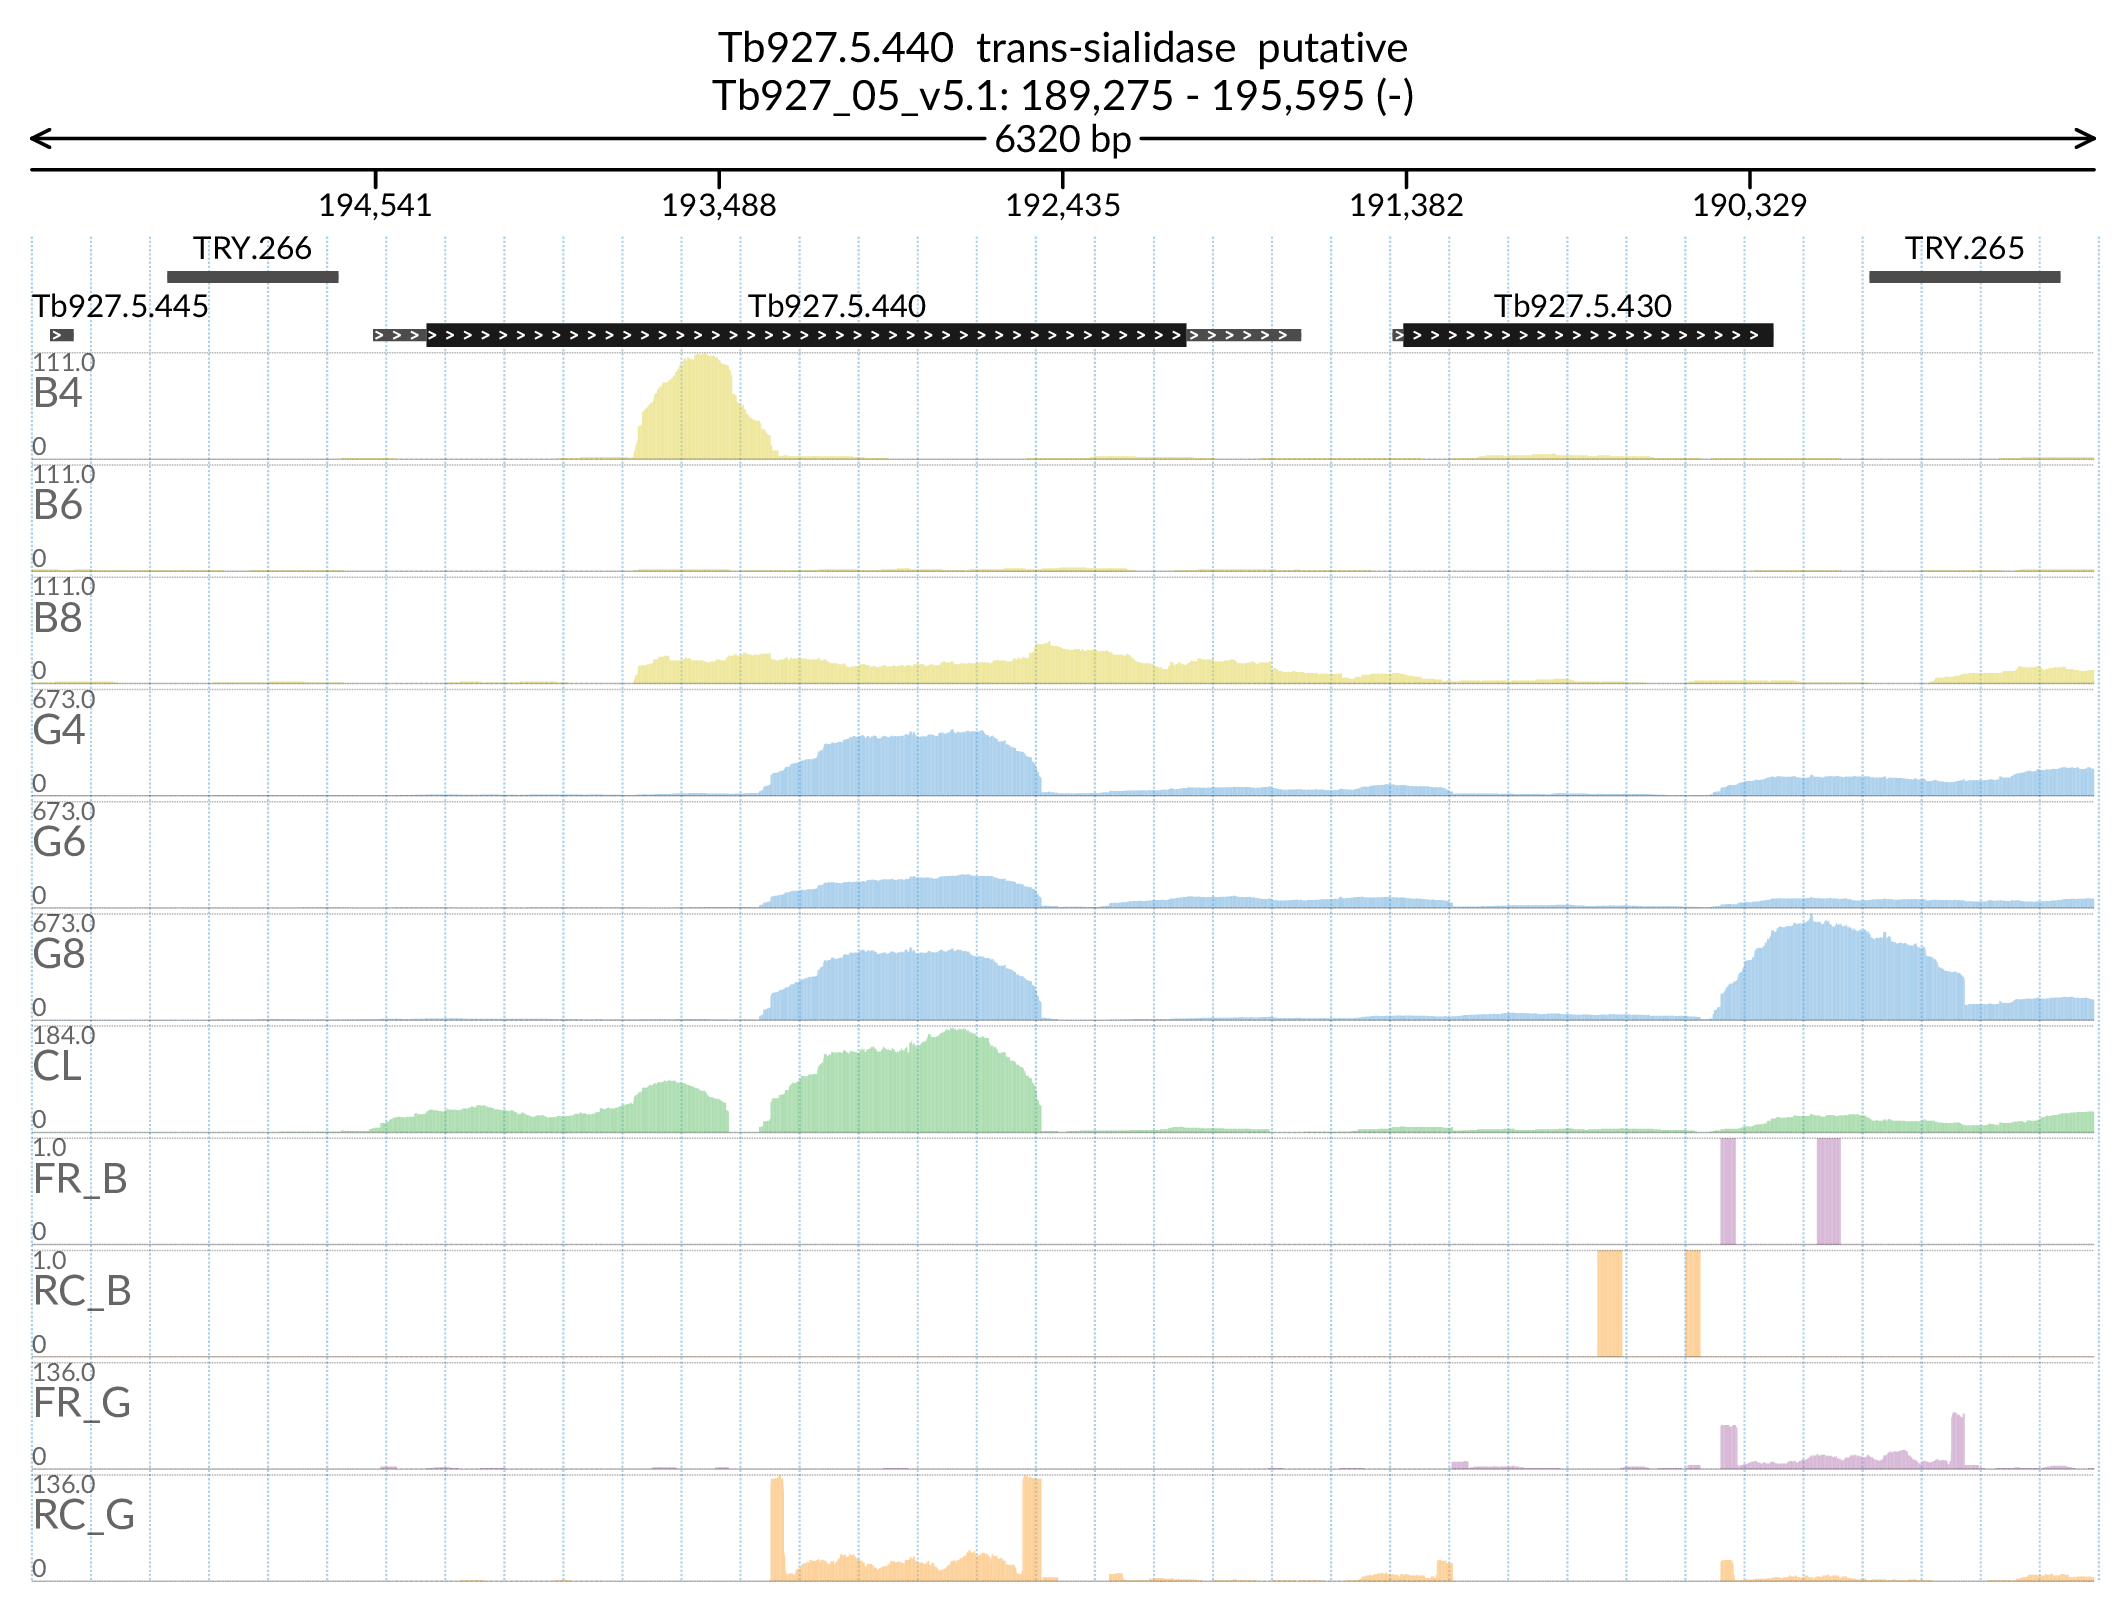 Tb927.5.440 trans-sialidase putative
Tb927_05_v5.1: 189,275 - 195,595 (-)
6320 bp
194,541 193,488 192,435 191,382 190,329
TRY.266 TRY.265
Tb927.5.445 Tb927.5.440 Tb927.5.430
111.0
B4
0
111.0
B6
0
111.0
B8
0
673.0
G4
0
673.0
G6
0
673.0
G8
0
184.0
CL
0
1.0
FR_B
0
1.0
RC_B
0
136.0
FR_G
0
136.0
RC_G
0